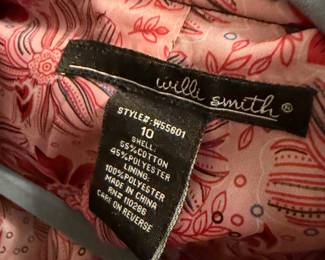 willi smith®
STYLE#:W55801
10
SHELL:
55%COTTON
45%POLYESTER
LINING:
100%POLYESTER
MADE IN CHINA
RN# 110286
CARE ON REVERSE